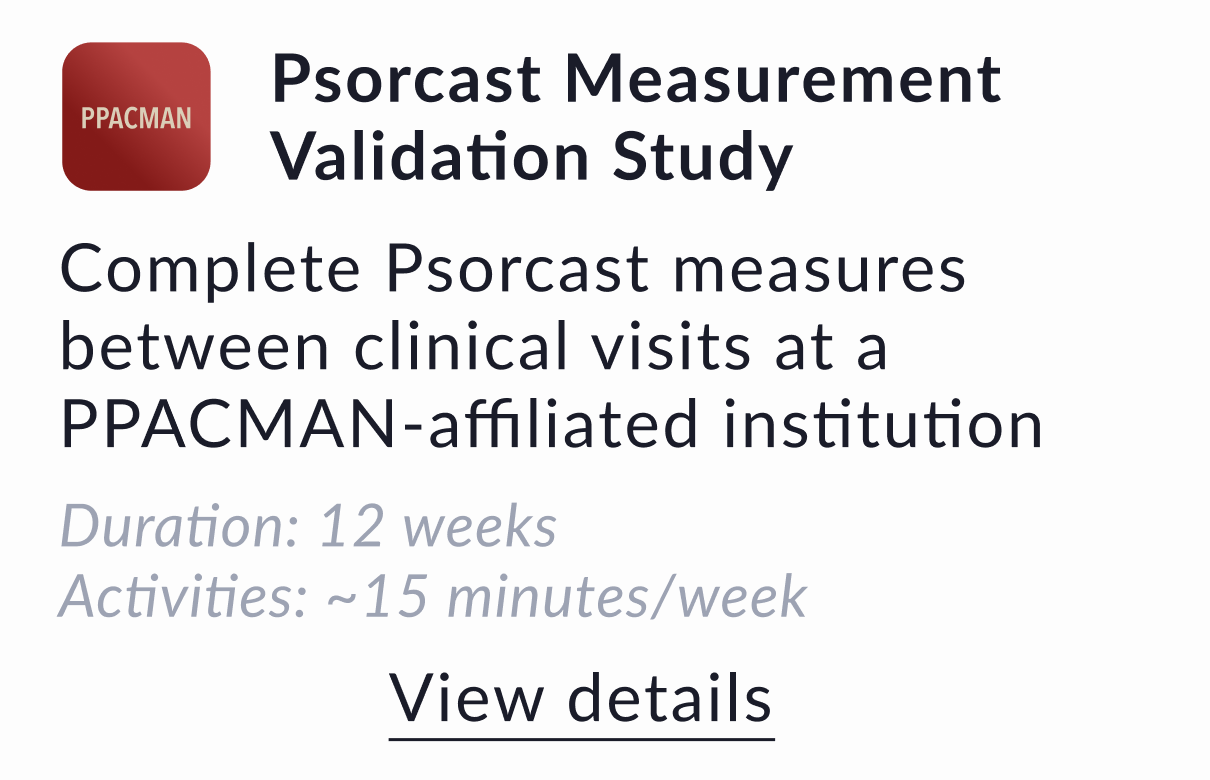 PPACMAN
Psorcast Measurement
Validation Study
Complete Psorcast measures
between clinical visits at a
PPACMAN-affiliated institution
Duration: 12 weeks
Activities: ~15 minutes/week
View details